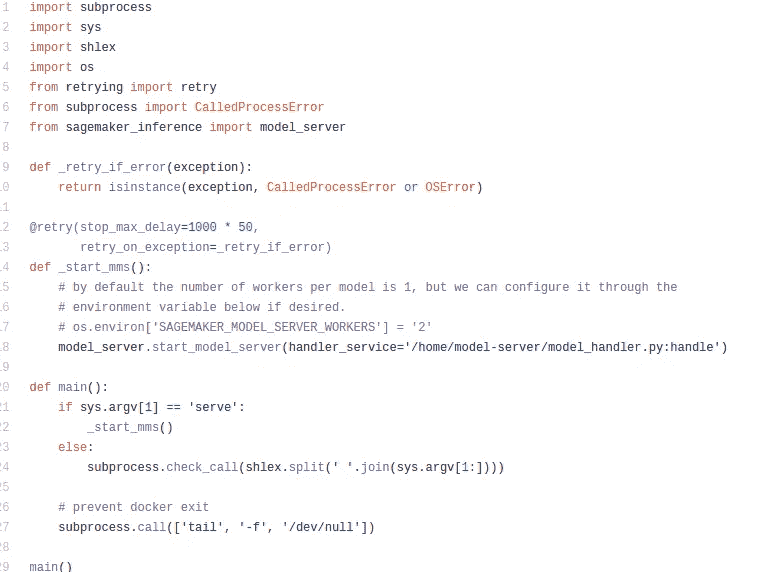 1 import subprocess
2 import sys
3 import shlex
4 import os
5 from retrying import retry
6 from subprocess import CalledProcessError
7 from sagemaker_inference import model_server
8
9 def _retry_if_error(exception):
10     return isinstance(exception, CalledProcessError or OSError)
11
12 @retry(stop_max_delay=1000 * 50,
13        retry_on_exception=_retry_if_error)
14 def _start_mms():
15     # by default the number of workers per model is 1, but we can configure it through the
16     # environment variable below if desired.
17     # os.environ['SAGEMAKER_MODEL_SERVER_WORKERS'] = '2'
18     model_server.start_model_server(handler_service='/home/model-server/model_handler.py:handle')
19
20 def main():
21     if sys.argv[1] == 'serve':
22         _start_mms()
23     else:
24         subprocess.check_call(shlex.split(' '.join(sys.argv[1:])))
25
26     # prevent docker exit
27     subprocess.call(['tail', '-f', '/dev/null'])
28
29 main()